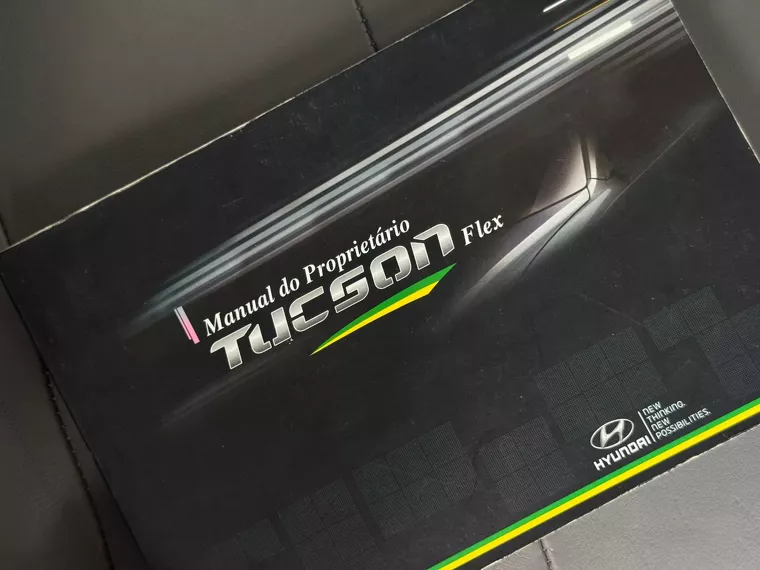 Manual do Proprietário
TUCSON Flex
HYUNDAI
NEW
THINKING.
NEW
POSSIBILITIES.